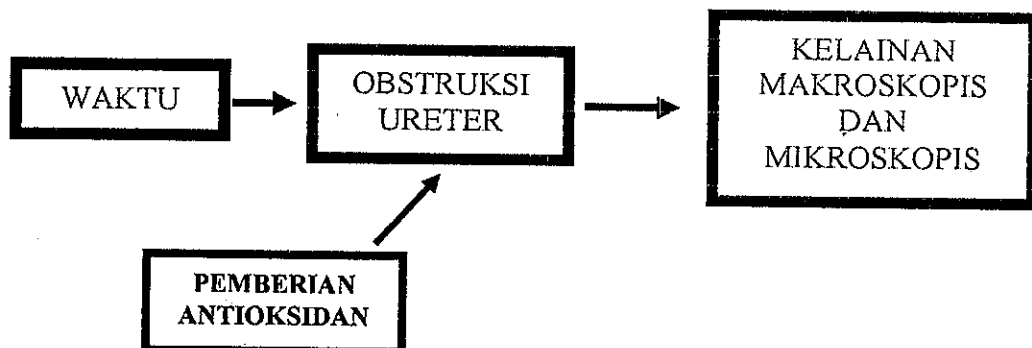 WAKTU
OBSTRUKSI
URETER
KELAINAN
MAKROSKOPIS
DAN
MIKROSKOPIS
PEMBERIAN
ANTIOKSIDAN